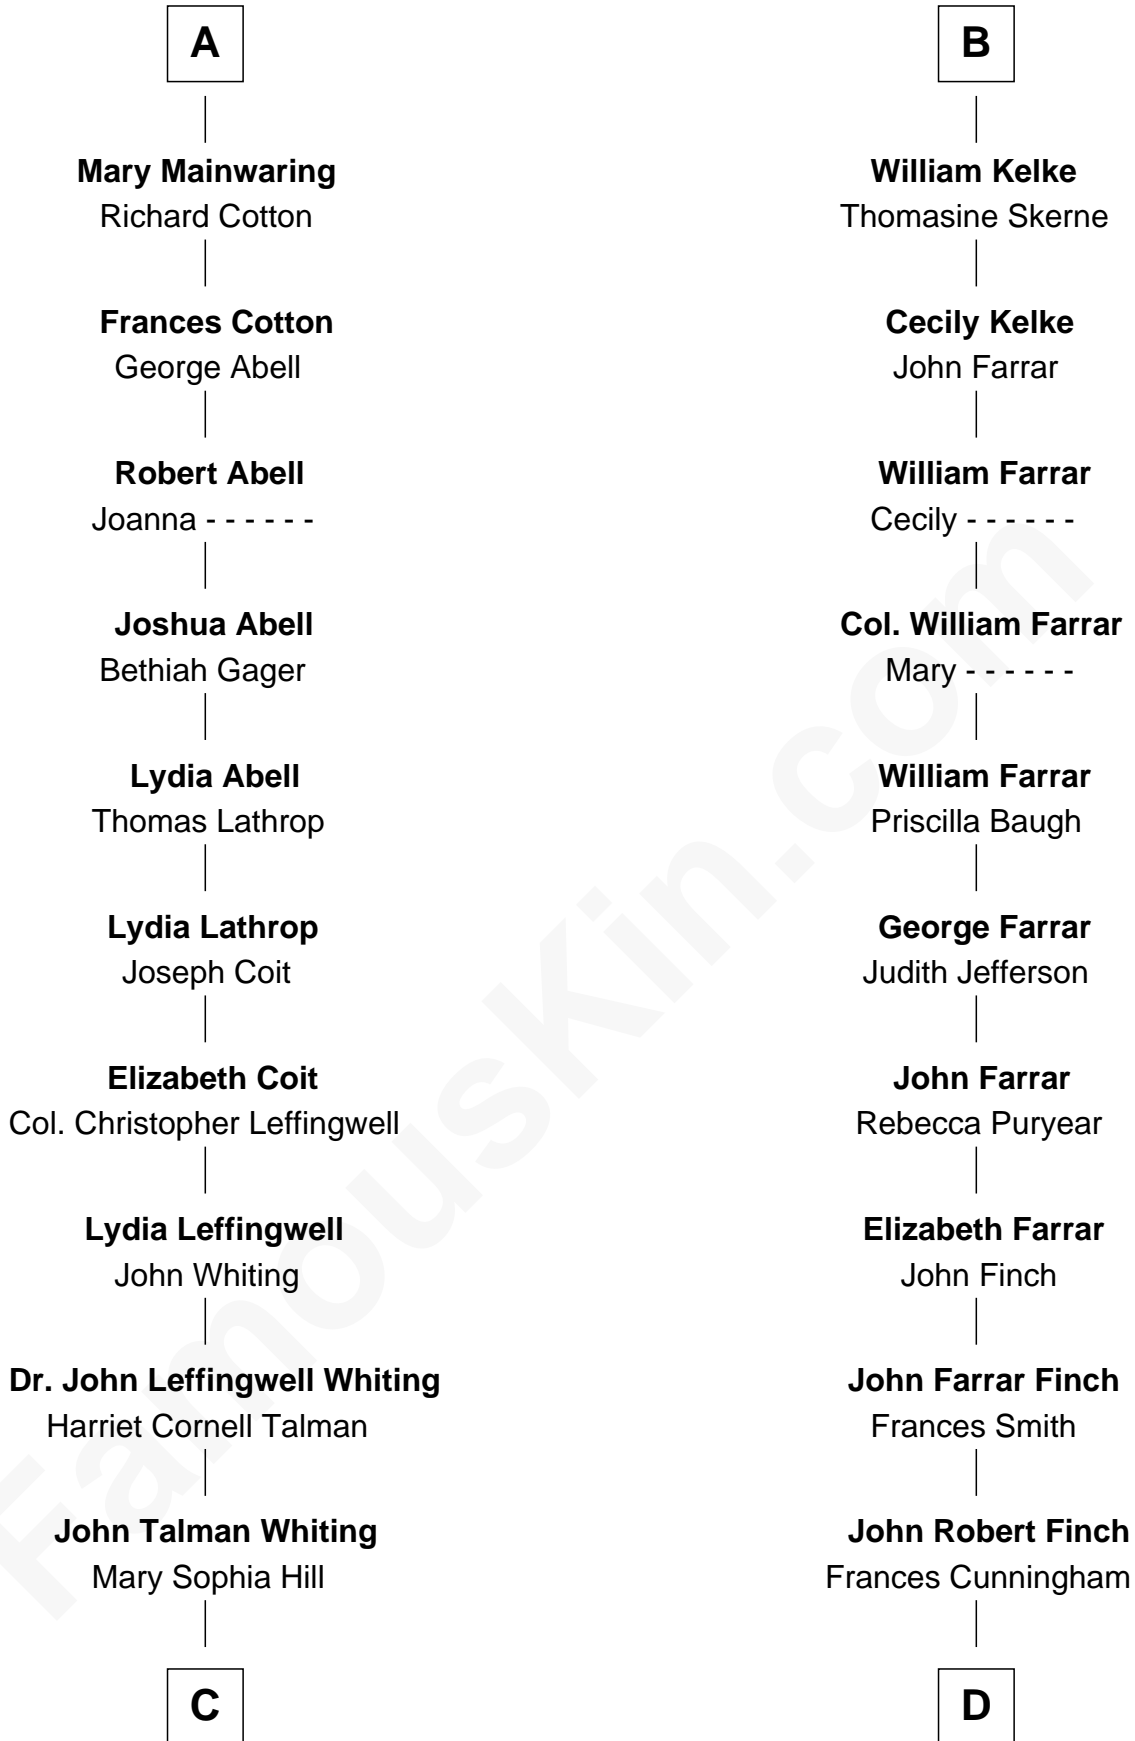 A
Mary Mainwaring
Richard Cotton
Frances Cotton
George Abell
Robert Abell
Joanna - - - - - -
Joshua Abell
Bethiah Gager
Lydia Abell
Thomas Lathrop
Lydia Lathrop
Joseph Coit
Elizabeth Coit
Col. Christopher Leffingwell
Lydia Leffingwell
John Whiting
Dr. John Leffingwell Whiting
Harriet Cornell Talman
John Talman Whiting
Mary Sophia Hill
C
B
William Kelke
Thomasine Skerne
Cecily Kelke
John Farrar
William Farrar
Cecily - - - - - -
Col. William Farrar
Mary - - - - - -
William Farrar
Priscilla Baugh
George Farrar
Judith Jefferson
John Farrar
Rebecca Puryear
Elizabeth Farrar
John Finch
John Farrar Finch
Frances Smith
John Robert Finch
Frances Cunningham
D
FamousKin.com